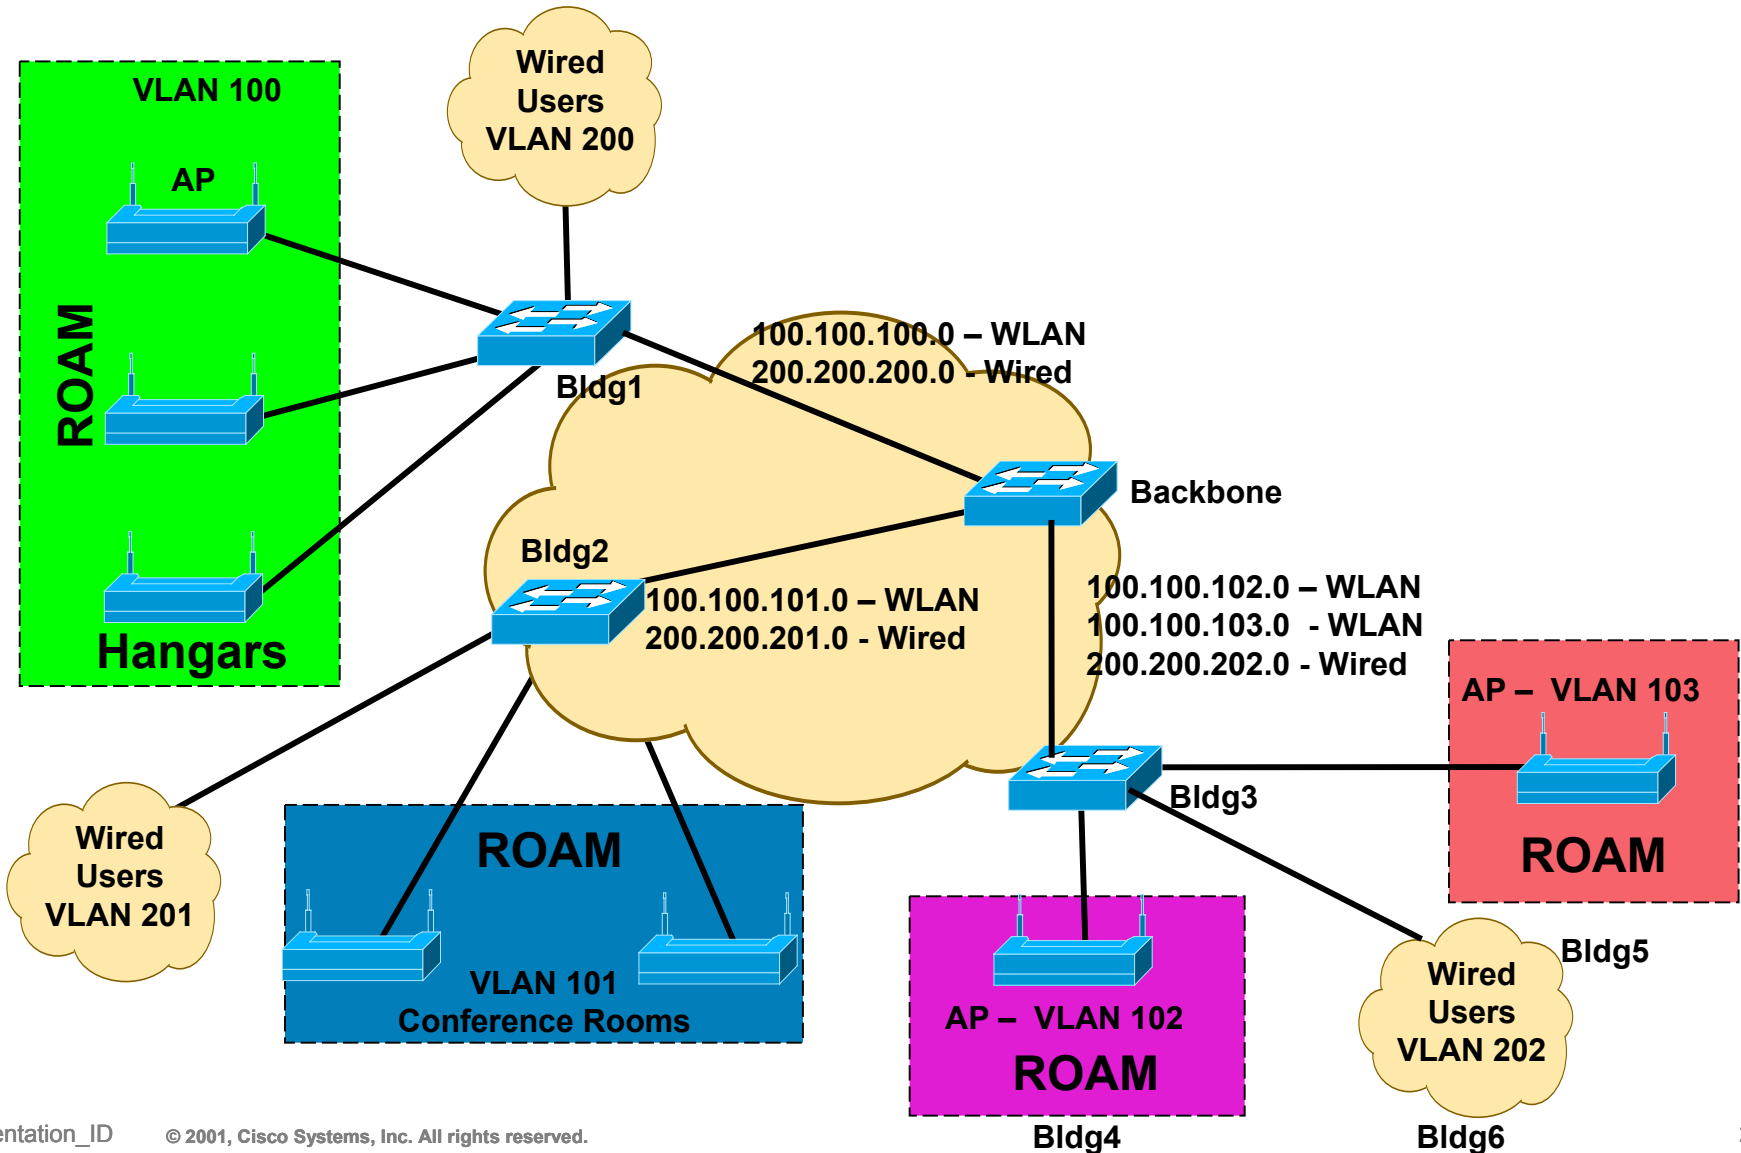 VLAN 100
AP
ROAM
Hangars
Wired
Users
VLAN 200
Bldg1
100.100.100.0 – WLAN
200.200.200.0 - Wired
Backbone
Bldg2
100.100.101.0 – WLAN
200.200.201.0 - Wired
100.100.102.0 – WLAN
100.100.103.0 - WLAN
200.200.202.0 - Wired
AP – VLAN 103
ROAM
Bldg3
Bldg5
Wired
Users
VLAN 201
ROAM
VLAN 101
Conference Rooms
AP – VLAN 102
ROAM
Bldg4
Wired
Users
VLAN 202
Bldg6
entation_ID
© 2001, Cisco Systems, Inc. All rights reserved.